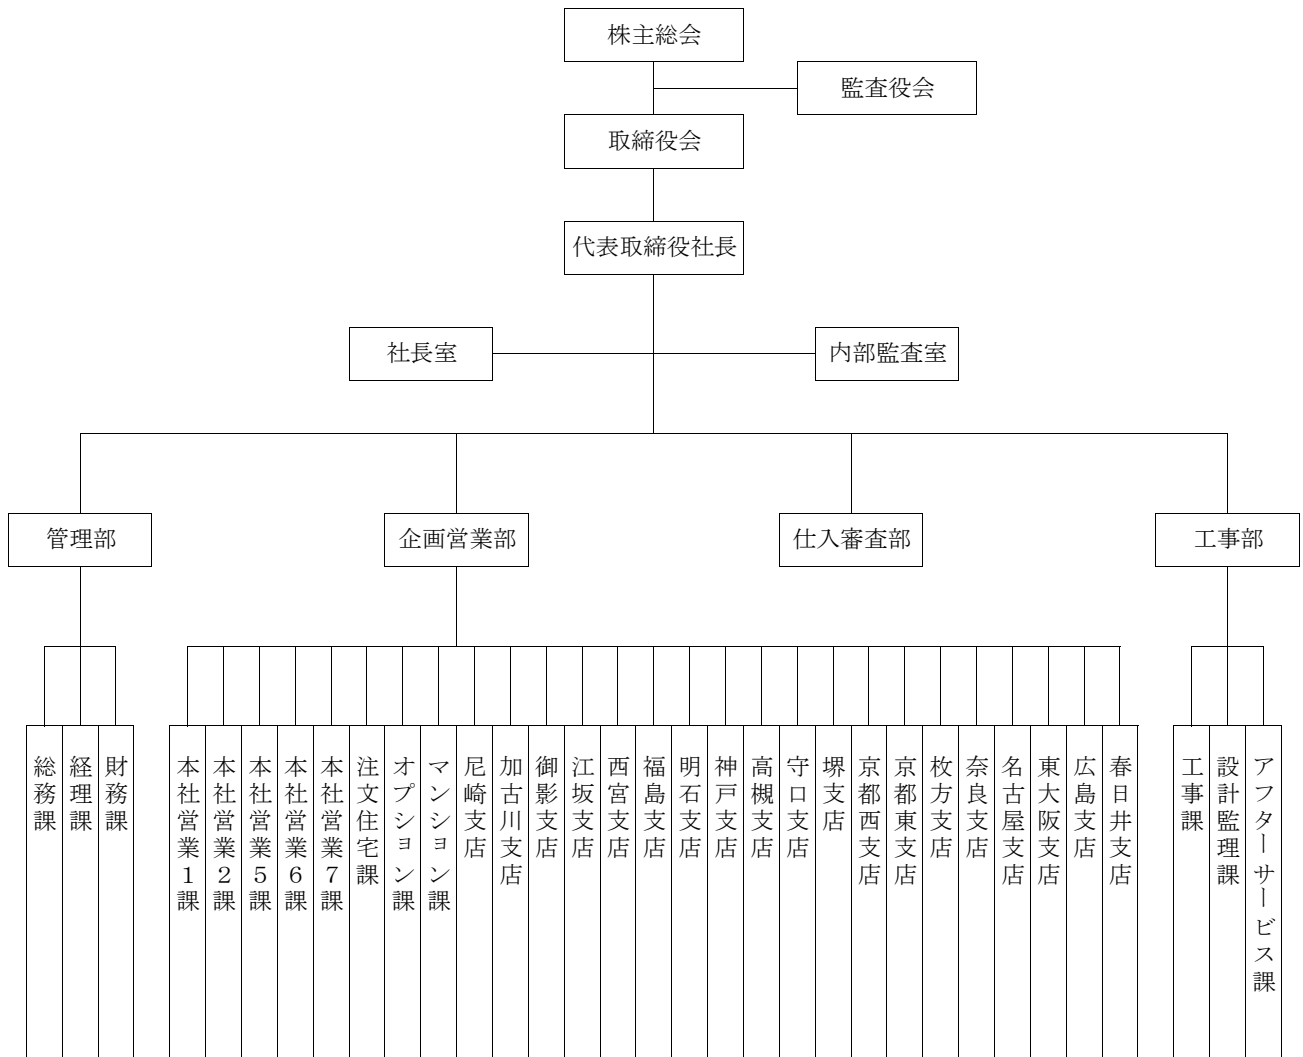 株主総会
監査役会
取締役会
代表取締役社長
社長室
内部監査室
管理部
企画営業部
仕入審査部
工事部
総務課
経理課
財務課
本社営業1課
本社営業2課
本社営業5課
本社営業6課
本社営業7課
注文住宅課
オプション課
マンション課
尼崎支店
加古川支店
御影支店
江坂支店
西宮支店
福島支店
明石支店
神戸支店
高槻支店
守口支店
堺支店
京都西支店
京都東支店
枚方支店
奈良支店
名古屋支店
東大阪支店
広島支店
春日井支店
工事課
設計監理課
アフターサービス課